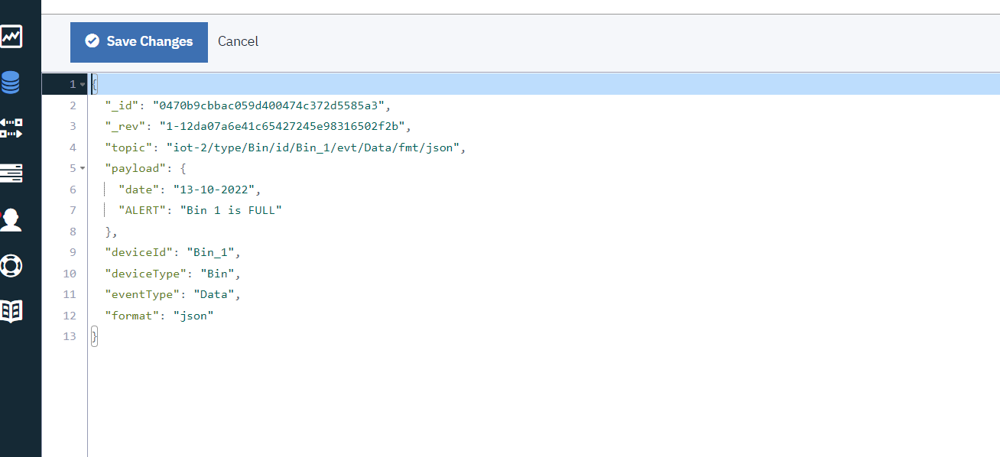 Save Changes Cancel
1 {
2 "_id": "0470b9cbbac059d400474c372d5585a3",
3 "_rev": "1-12da07a6e41c65427245e98316502f2b",
4 "topic": "iot-2/type/Bin/id/Bin_1/evt/Data/fmt/json",
5 "payload": {
6 "date": "13-10-2022",
7 "ALERT": "Bin 1 is FULL"
8 },
9 "deviceId": "Bin_1",
10 "deviceType": "Bin",
11 "eventType": "Data",
12 "format": "json"
13 }